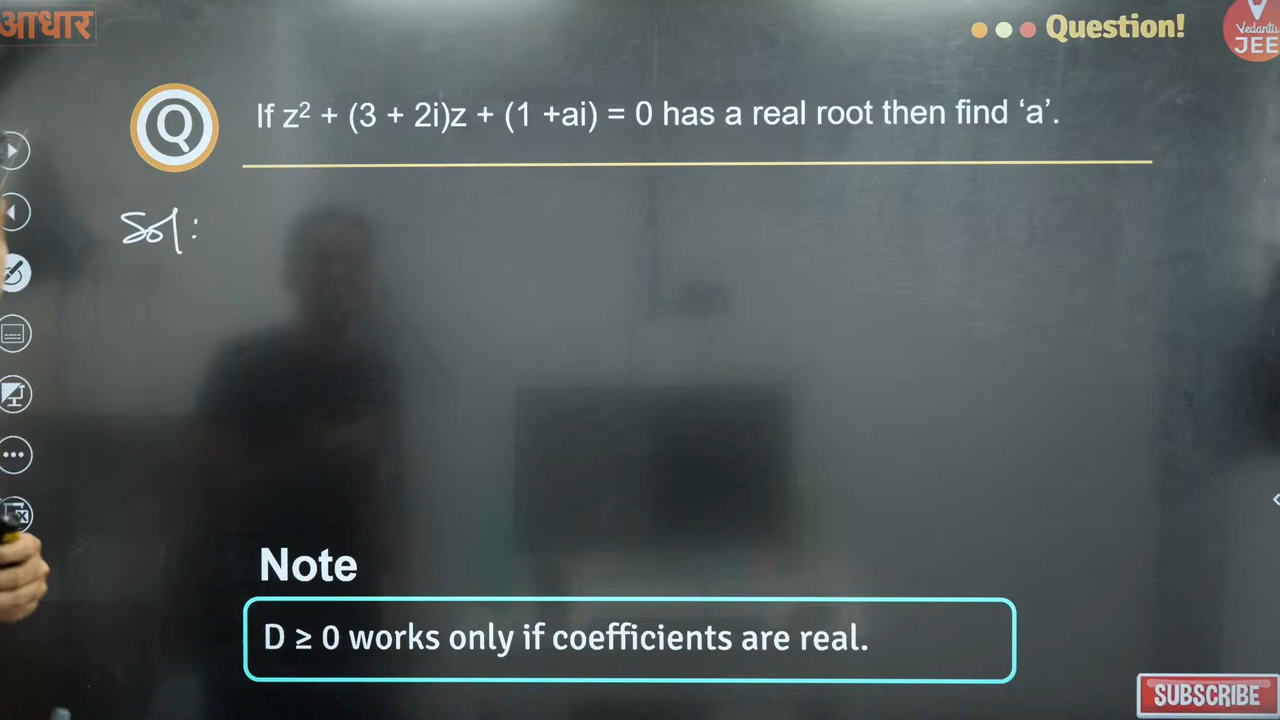 आधार
Question!
Vedantu
JEE
Q
If z² + (3 + 2i)z + (1 +ai) = 0 has a real root then find ‘a’.
Sol:
Note
D ≥ 0 works only if coefficients are real.
SUBSCRIBE